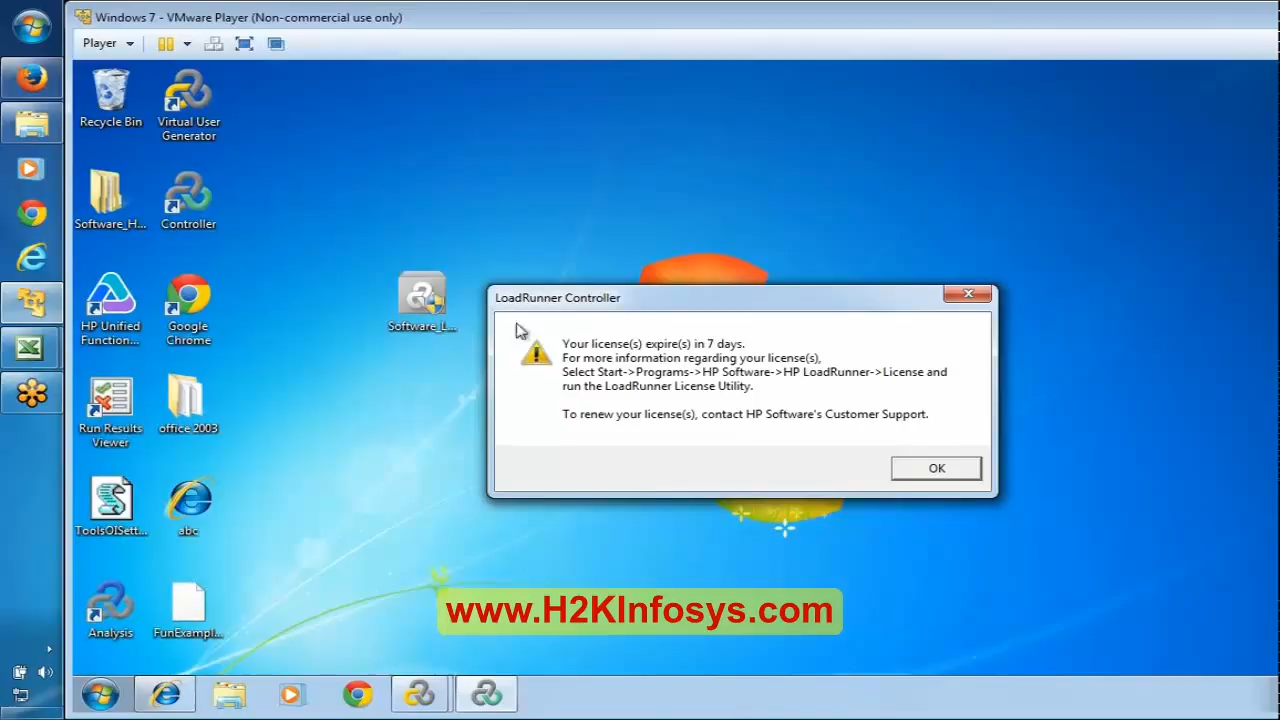 Windows 7 - VMware Player (Non-commercial use only)
Player
Recycle Bin
Virtual User
Generator
Software_H...
Controller
HP Unified
Function...
Google
Chrome
Software_L...
Run Results
Viewer
office 2003
ToolsOISett...
abc
Analysis
FunExampl...
LoadRunner Controller
Your license(s) expire(s) in 7 days.
For more information regarding your license(s),
Select Start->Programs->HP Software->HP LoadRunner->License and
run the LoadRunner License Utility.
To renew your license(s), contact HP Software's Customer Support.
OK
www.H2KInfosys.com